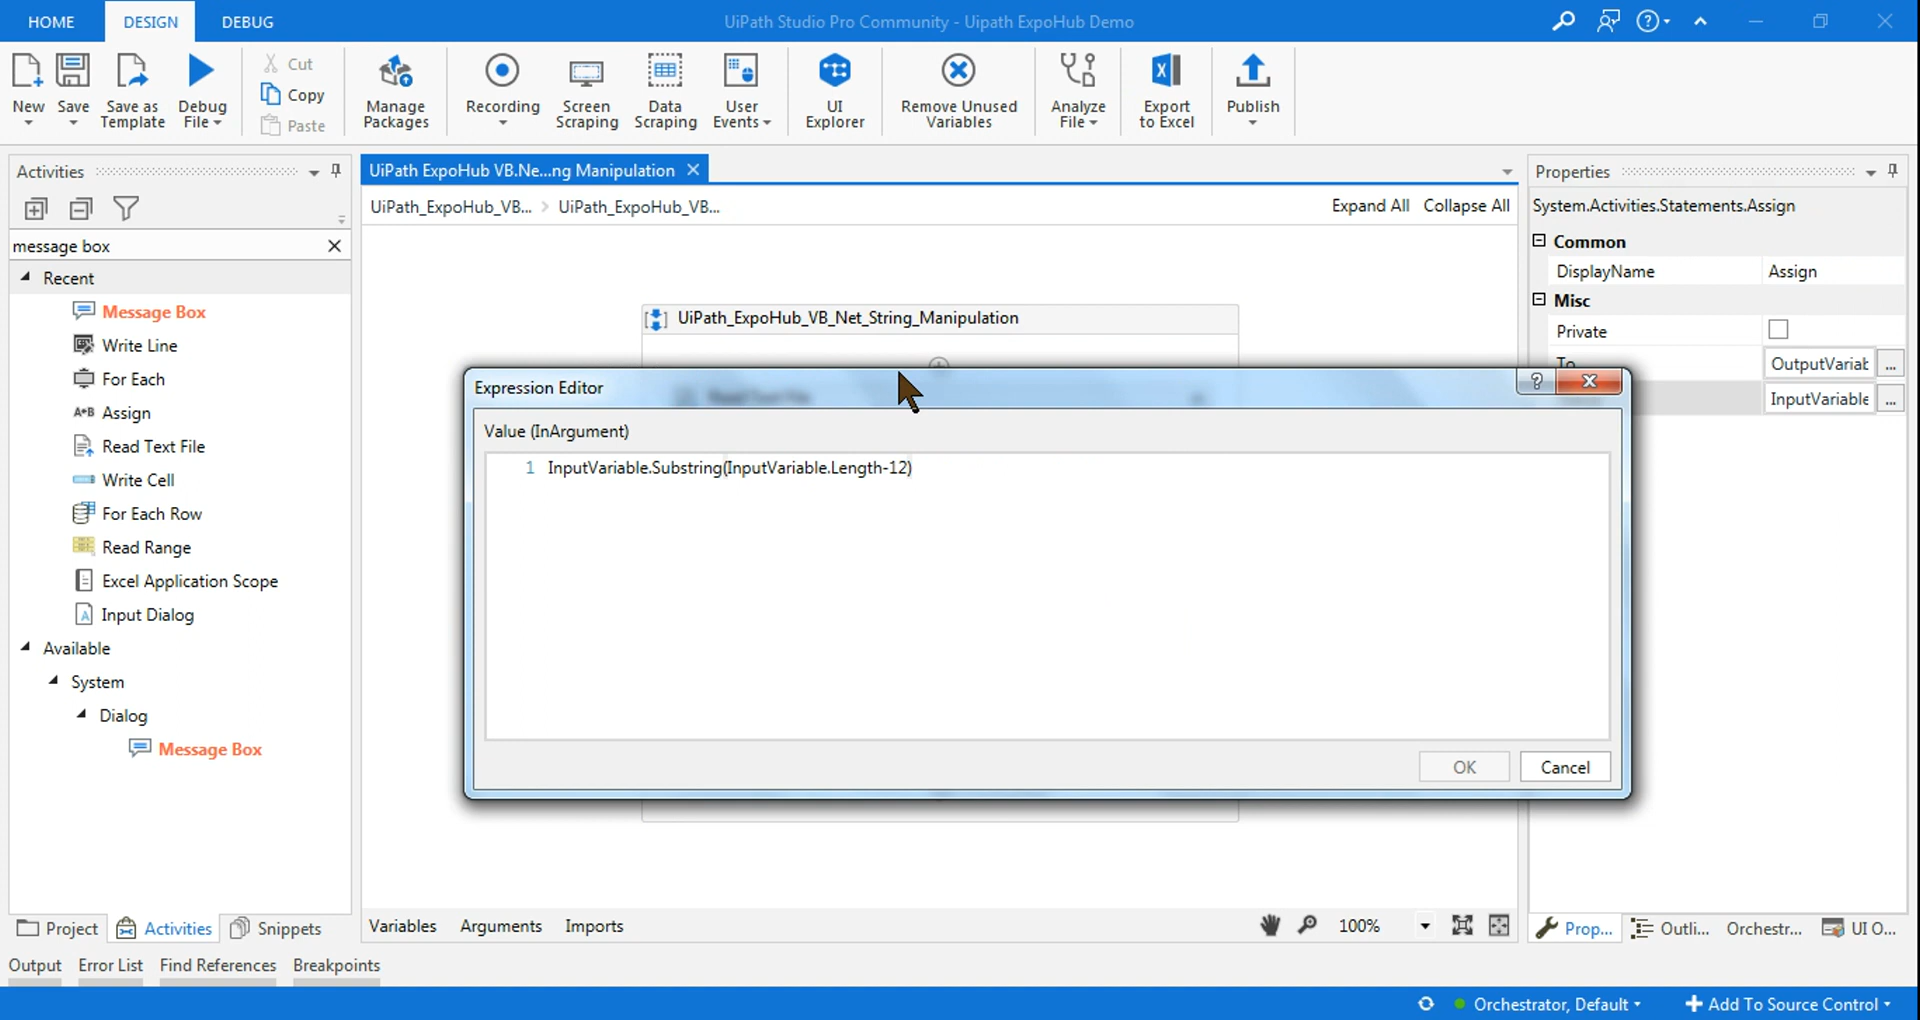 HOME
DESIGN
DEBUG
UiPath Studio Pro Community - Uipath ExpoHub Demo
New
Save
Save as
Template
Debug
File
Cut
Copy
Paste
Manage
Packages
Recording
Screen
Scraping
Data
Scraping
User
Events
UI
Explorer
Remove Unused
Variables
Analyze
File
Export
to Excel
Publish
Activities
message box
Recent
Message Box
Write Line
For Each
Assign
Read Text File
Write Cell
For Each Row
Read Range
Excel Application Scope
Input Dialog
Available
System
Dialog
Message Box
Project
Activities
Snippets
UiPath ExpoHub VB.Ne...ng Manipulation
UiPath_ExpoHub_VB...
UiPath_ExpoHub_VB...
Expand All
Collapse All
UiPath_ExpoHub_VB_Net_String_Manipulation
Expression Editor
Value (InArgument)
1 InputVariable.Substring(InputVariable.Length-12)
OK
Cancel
Variables
Arguments
Imports
100%
Properties
System.Activities.Statements.Assign
Common
DisplayName
Assign
Misc
Private
To
OutputVariab
...
InputVariable
...
Prop...
Outli...
Orchestr...
UI O...
Output
Error List
Find References
Breakpoints
Orchestrator, Default
Add To Source Control